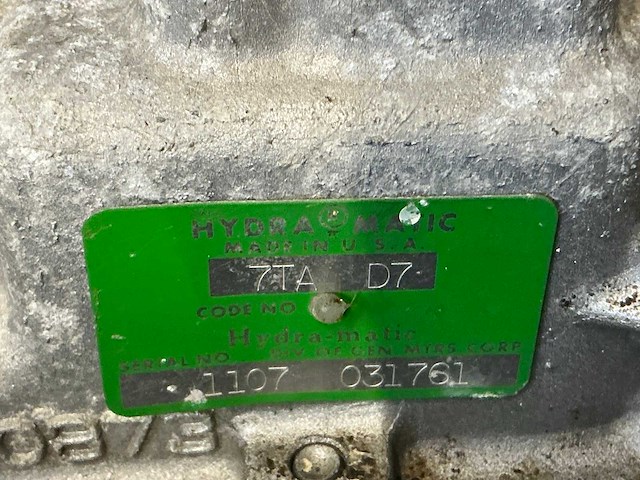 HYDRA MATIC
MADE IN U.S.A.
7TA D7
CODE NO
Hydra-matic
SERIAL NO. DIV. OF GEN. MTRS. CORP.
1107 031761